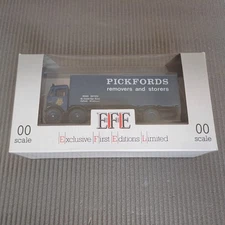 PICKFORDS
removers and storers
EFE
00
scale
00
scale
Exclusive First Editions Limited